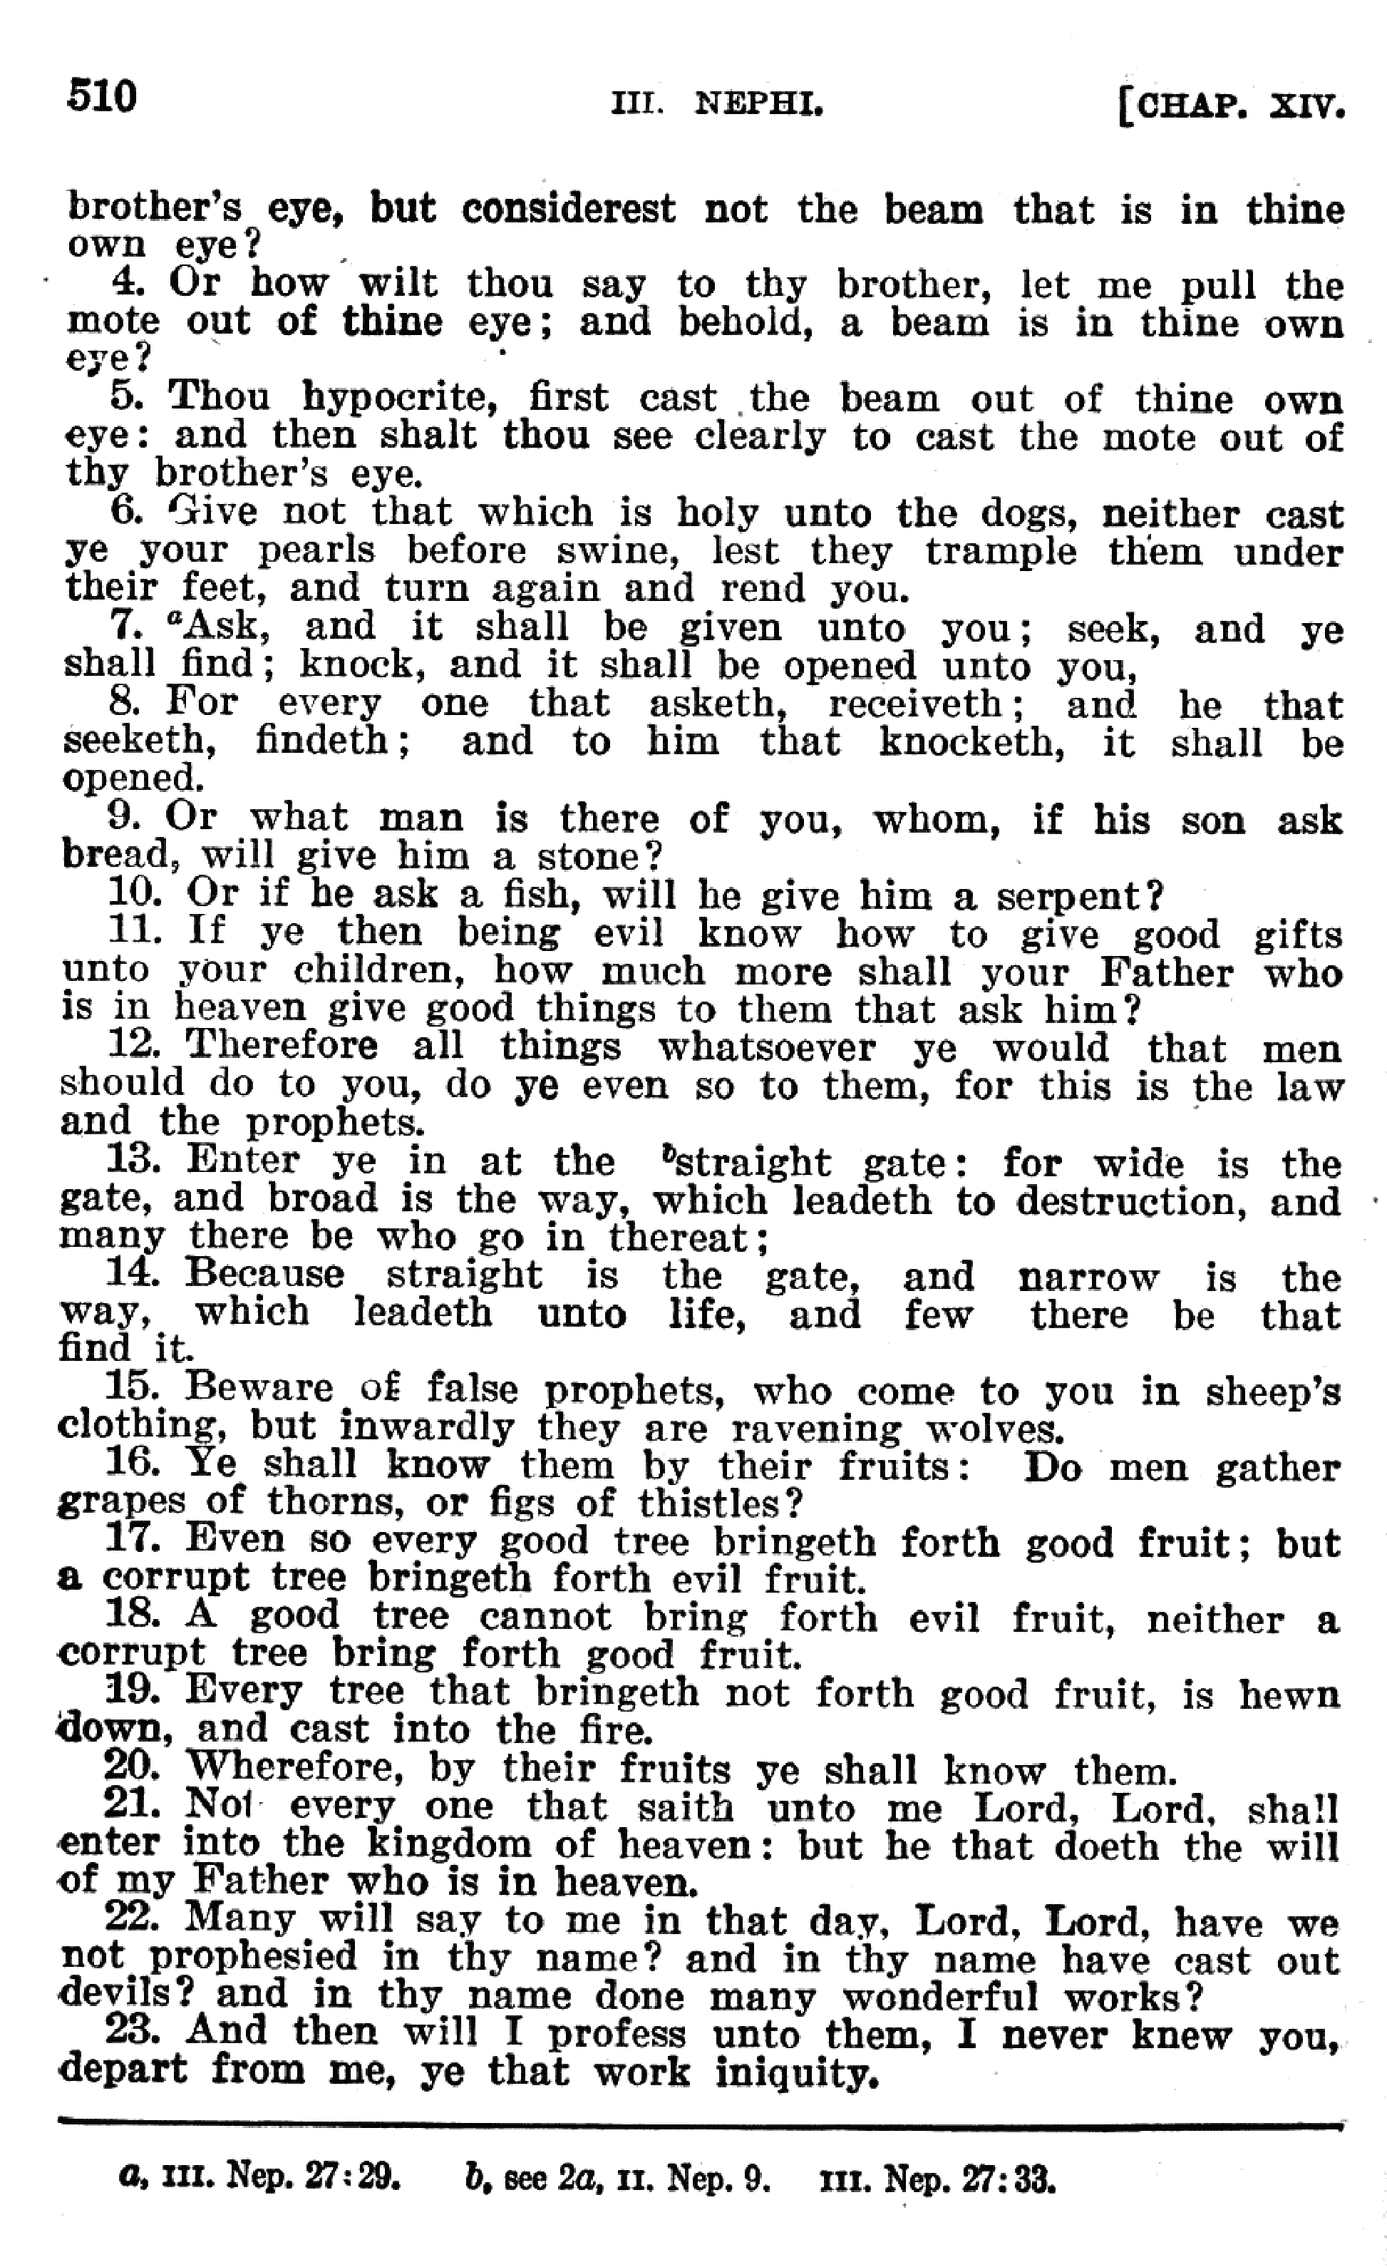 510 III. NEPHI. [CHAP. XIV.
brother's eye, but considerest not the beam that is in thine
own eye?
4. Or how wilt thou say to thy brother, let me pull the
mote out of thine eye; and behold, a beam is in thine own
eye?
5. Thou hypocrite, first cast the beam out of thine own
eye: and then shalt thou see clearly to cast the mote out of
thy brother's eye.
6. Give not that which is holy unto the dogs, neither cast
ye your pearls before swine, lest they trample them under
their feet, and turn again and rend you.
7. ᵃAsk, and it shall be given unto you; seek, and ye
shall find; knock, and it shall be opened unto you,
8. For every one that asketh, receiveth; and he that
seeketh, findeth; and to him that knocketh, it shall be
opened.
9. Or what man is there of you, whom, if his son ask
bread, will give him a stone?
10. Or if he ask a fish, will he give him a serpent?
11. If ye then being evil know how to give good gifts
unto your children, how much more shall your Father who
is in heaven give good things to them that ask him?
12. Therefore all things whatsoever ye would that men
should do to you, do ye even so to them, for this is the law
and the prophets.
13. Enter ye in at the ᵇstraight gate: for wide is the
gate, and broad is the way, which leadeth to destruction, and
many there be who go in thereat;
14. Because straight is the gate, and narrow is the
way, which leadeth unto life, and few there be that
find it.
15. Beware of false prophets, who come to you in sheep's
clothing, but inwardly they are ravening wolves.
16. Ye shall know them by their fruits: Do men gather
grapes of thorns, or figs of thistles?
17. Even so every good tree bringeth forth good fruit; but
a corrupt tree bringeth forth evil fruit.
18. A good tree cannot bring forth evil fruit, neither a
corrupt tree bring forth good fruit.
19. Every tree that bringeth not forth good fruit, is hewn
down, and cast into the fire.
20. Wherefore, by their fruits ye shall know them.
21. Not every one that saith unto me Lord, Lord, shall
enter into the kingdom of heaven: but he that doeth the will
of my Father who is in heaven.
22. Many will say to me in that day, Lord, Lord, have we
not prophesied in thy name? and in thy name have cast out
devils? and in thy name done many wonderful works?
23. And then will I profess unto them, I never knew you,
depart from me, ye that work iniquity.
a, III. Nep. 27:29. b, see 2a, II. Nep. 9. III. Nep. 27:33.